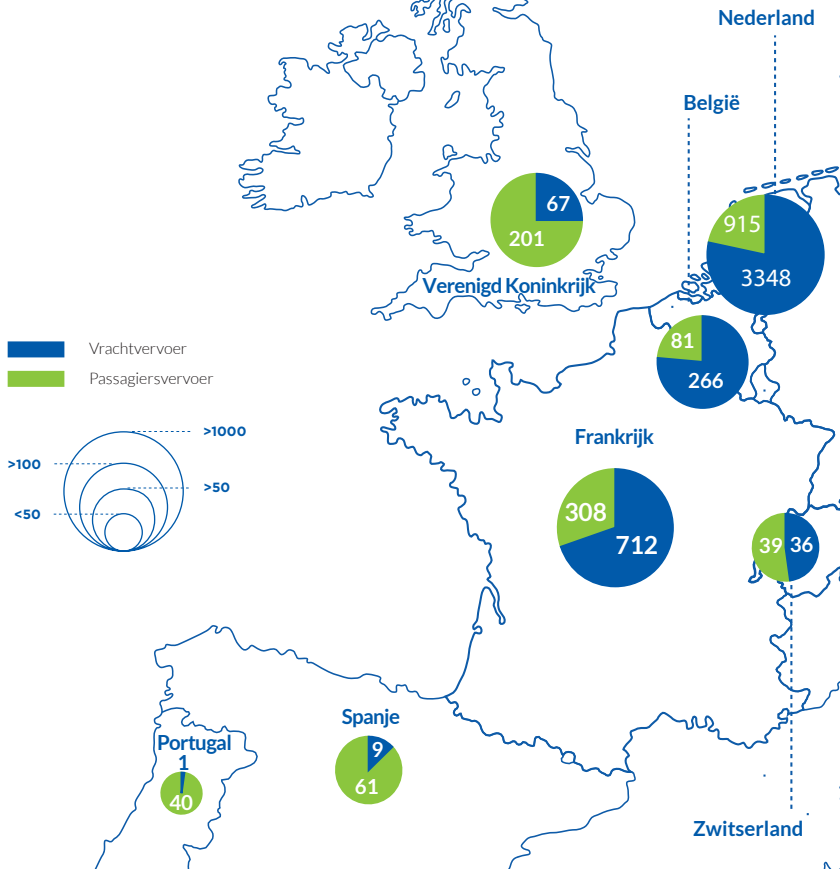 Nederland
België
915
3348
67
201
Verenigd Koninkrijk
81
266
Vrachtvervoer
Passagiersvervoer
>1000
>100
>50
<50
Frankrijk
308
712
39
36
Spanje
9
61
Portugal
1
40
Zwitserland